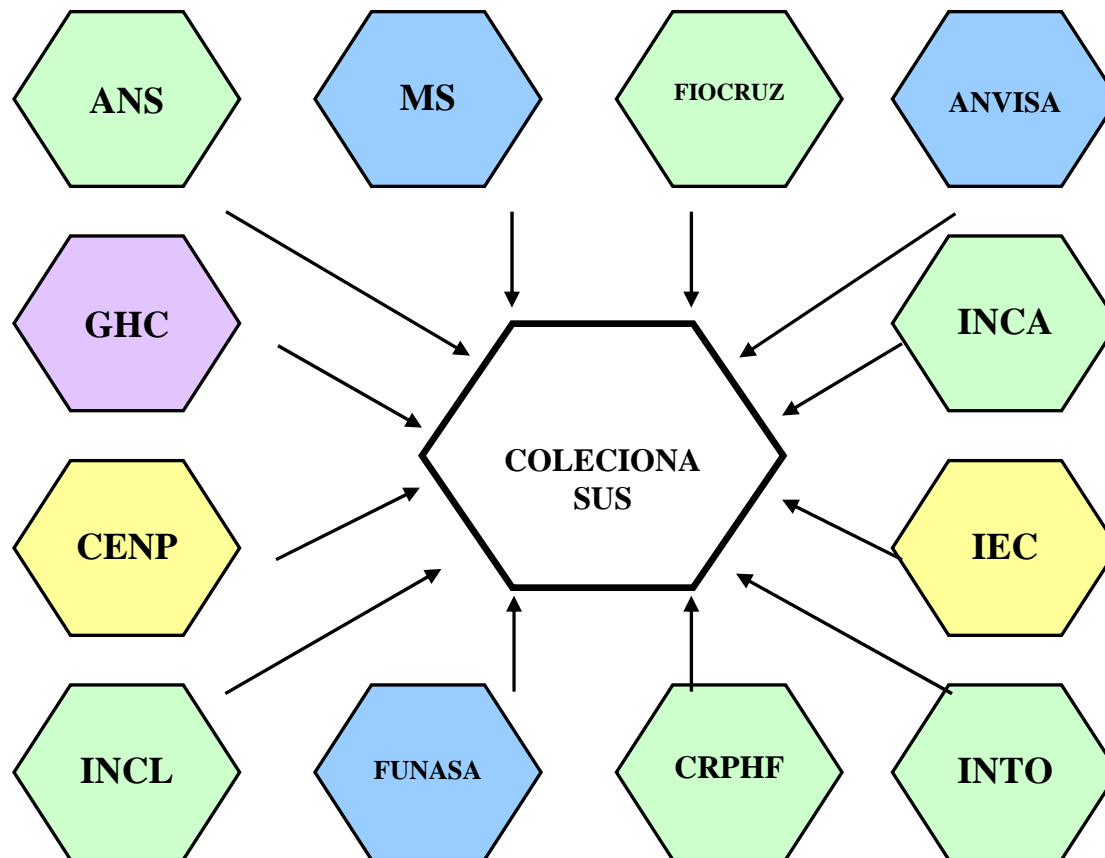 ANS
MS
FIOCRUZ
ANVISA
GHC
INCA
COLECIONA
SUS
CENP
IEC
INCL
FUNASA
CRPHF
INTO